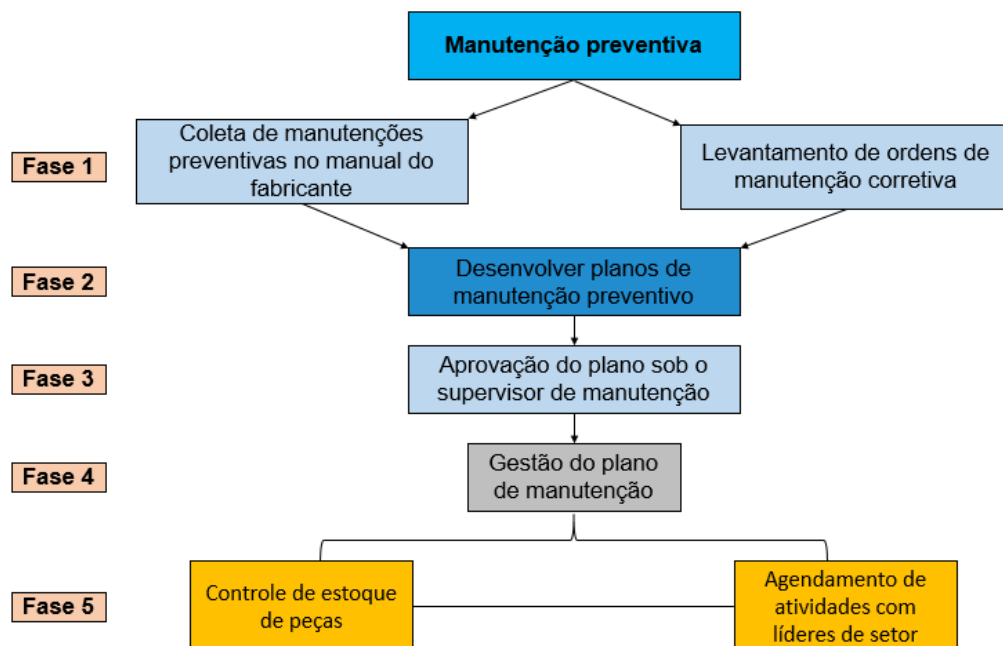 Manutenção preventiva
Fase 1
Coleta de manutenções
preventivas no manual do
fabricante
Levantamento de ordens de
manutenção corretiva
Fase 2
Desenvolver planos de
manutenção preventivo
Fase 3
Aprovação do plano sob o
supervisor de manutenção
Fase 4
Gestão do plano
de manutenção
Fase 5
Controle de estoque
de peças
Agendamento de
atividades com
líderes de setor